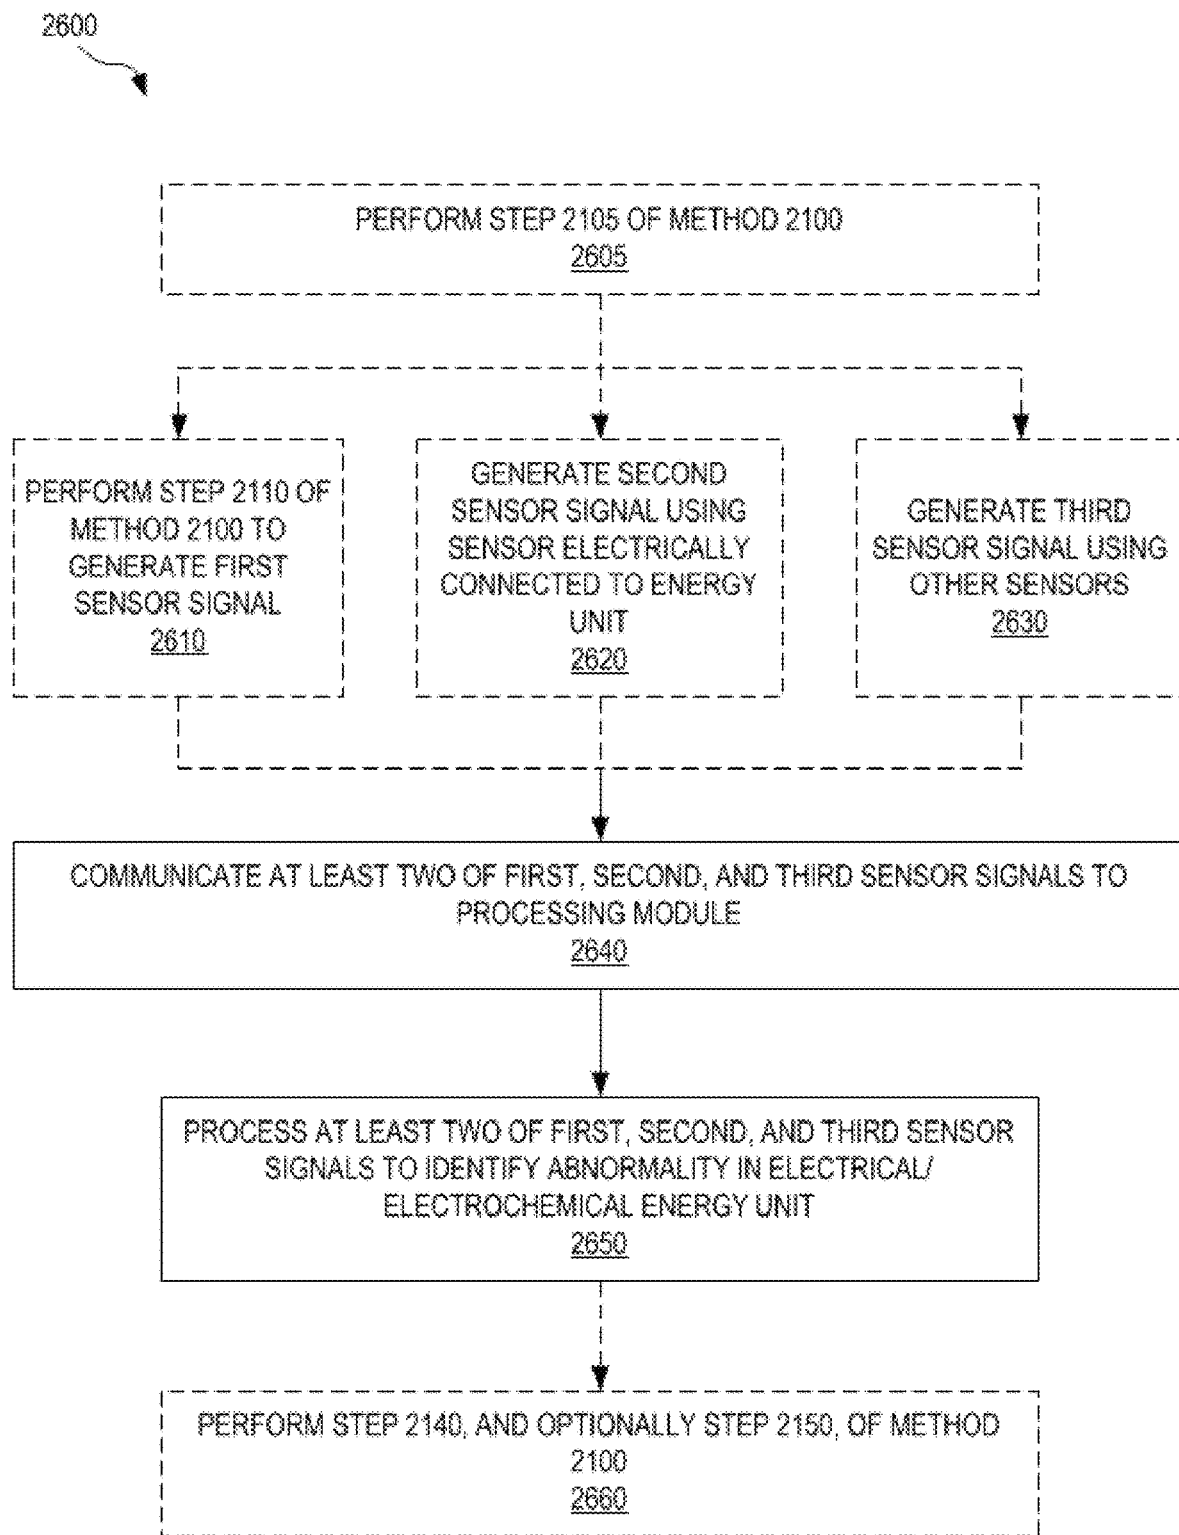 2600
PERFORM STEP 2105 OF METHOD 2100
2605
PERFORM STEP 2110 OF
METHOD 2100 TO
GENERATE FIRST
SENSOR SIGNAL
2610
GENERATE SECOND
SENSOR SIGNAL USING
SENSOR ELECTRICALLY
CONNECTED TO ENERGY
UNIT
2620
GENERATE THIRD
SENSOR SIGNAL USING
OTHER SENSORS
2630
COMMUNICATE AT LEAST TWO OF FIRST, SECOND, AND THIRD SENSOR SIGNALS TO
PROCESSING MODULE
2640
PROCESS AT LEAST TWO OF FIRST, SECOND, AND THIRD SENSOR
SIGNALS TO IDENTIFY ABNORMALITY IN ELECTRICAL/
ELECTROCHEMICAL ENERGY UNIT
2650
PERFORM STEP 2140, AND OPTIONALLY STEP 2150, OF METHOD
2100
2660